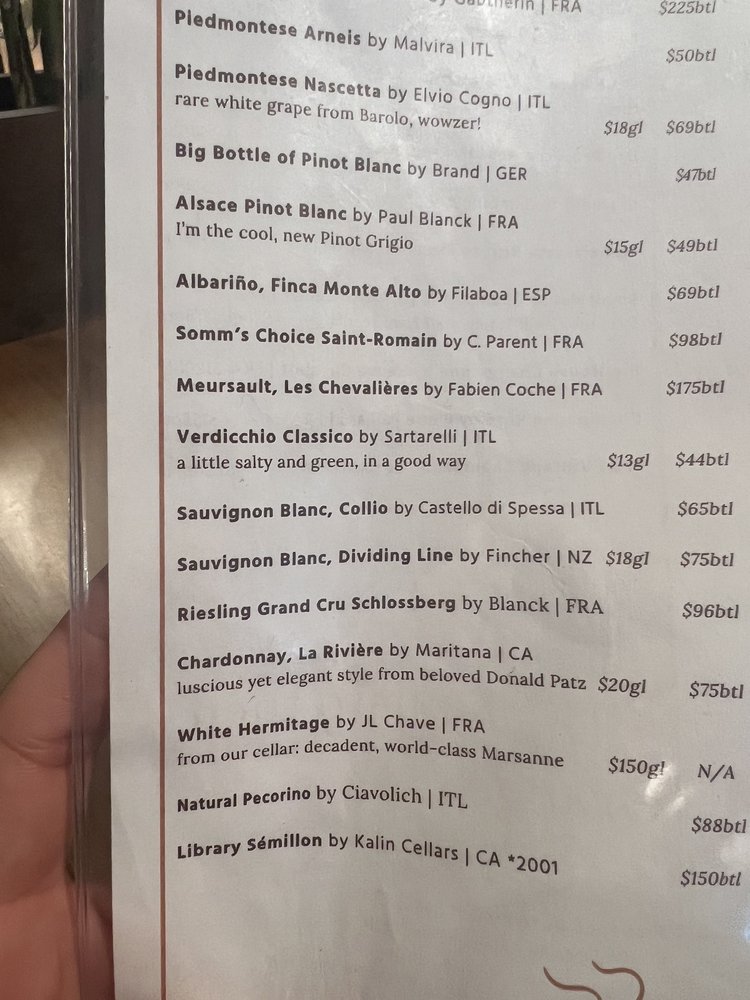 | FRA $225btl
Piedmontese Arneis by Malvira | ITL $50btl
Piedmontese Nascetta by Elvio Cogno | ITL
rare white grape from Barolo, wowzer! $18gl $69btl
Big Bottle of Pinot Blanc by Brand | GER $47btl
Alsace Pinot Blanc by Paul Blanck | FRA
I'm the cool, new Pinot Grigio $15gl $49btl
Albariño, Finca Monte Alto by Filaboa | ESP $69btl
Somm's Choice Saint-Romain by C. Parent | FRA $98btl
Meursault, Les Chevalières by Fabien Coche | FRA $175btl
Verdicchio Classico by Sartarelli | ITL
a little salty and green, in a good way $13gl $44btl
Sauvignon Blanc, Collio by Castello di Spessa | ITL $65btl
Sauvignon Blanc, Dividing Line by Fincher | NZ $18gl $75btl
Riesling Grand Cru Schlossberg by Blanck | FRA $96btl
Chardonnay, La Rivière by Maritana | CA
luscious yet elegant style from beloved Donald Patz $20gl $75btl
White Hermitage by JL Chave | FRA
from our cellar: decadent, world-class Marsanne $150gl N/A
Natural Pecorino by Ciavolich | ITL $88btl
Library Sémillon by Kalin Cellars | CA *2001 $150btl